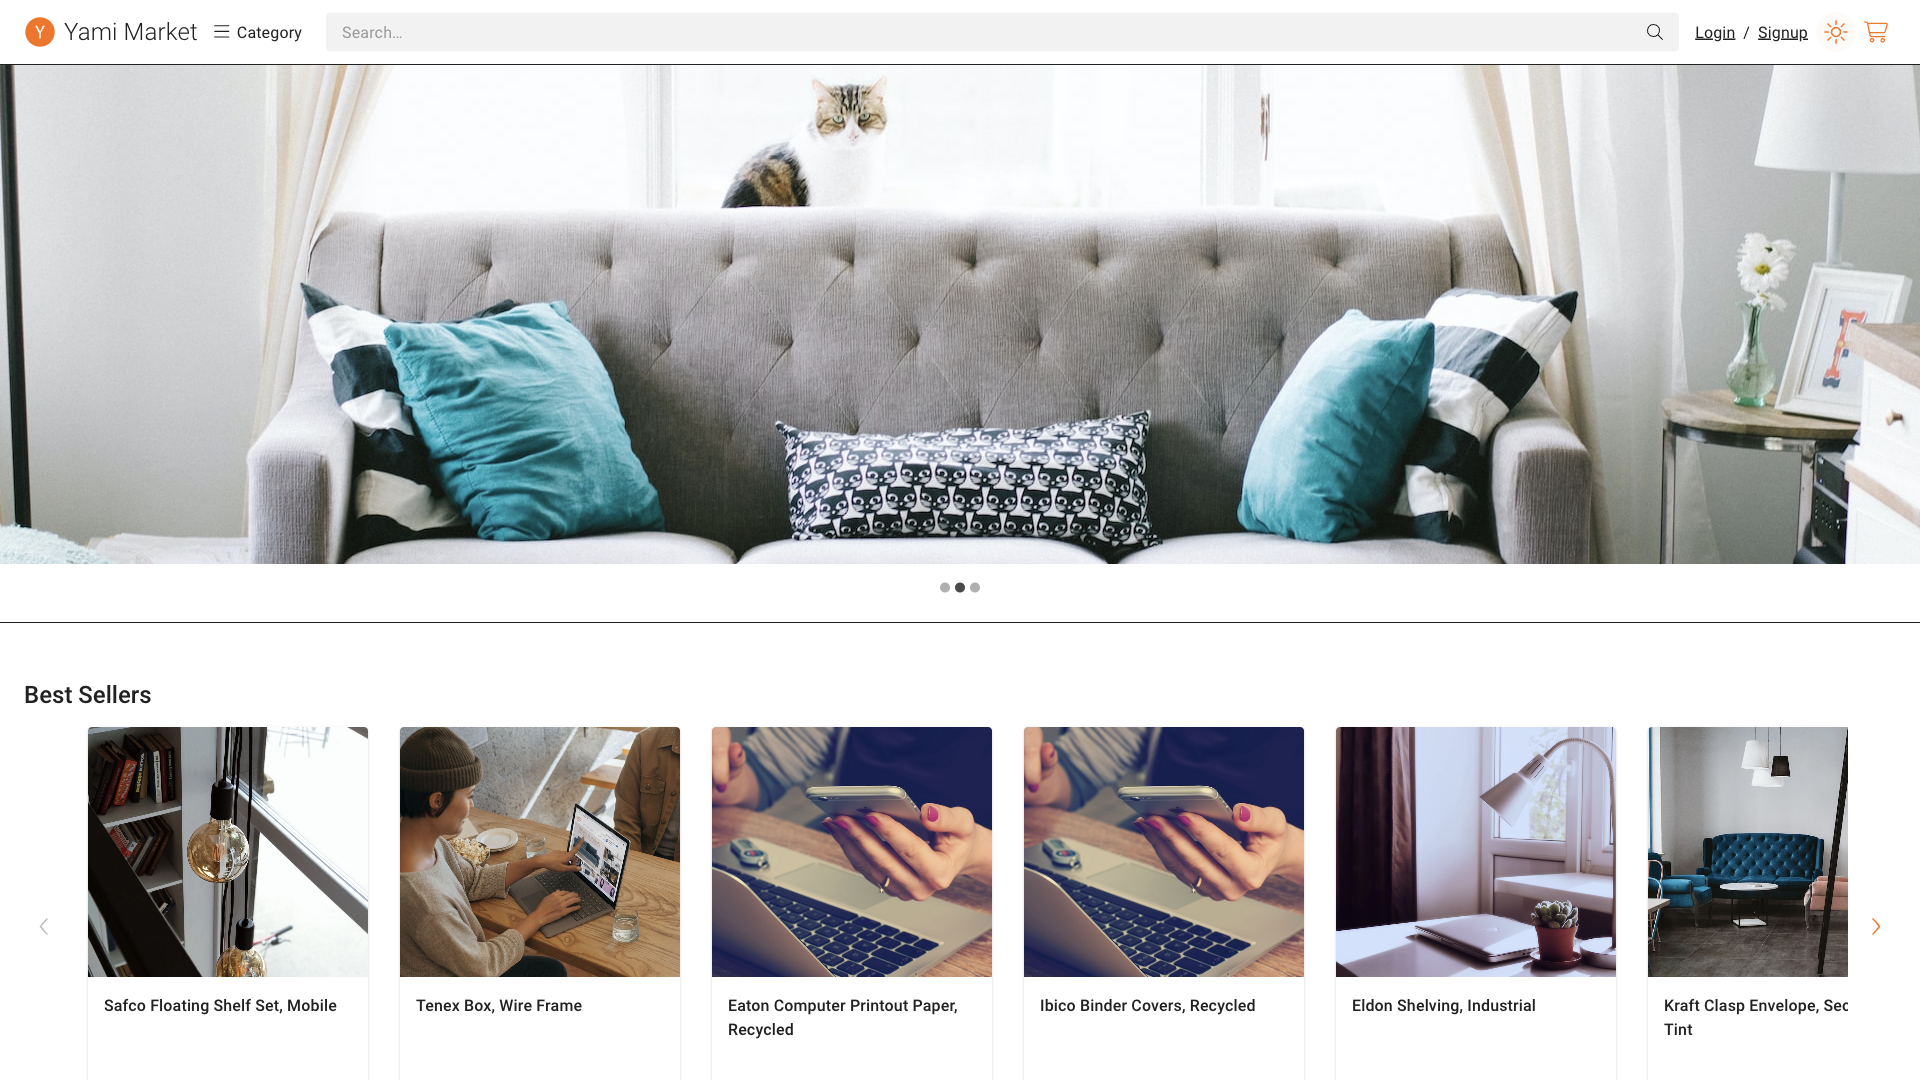 Y Yami Market Category Search... Login / Signup
Best Sellers
Safco Floating Shelf Set, Mobile
Tenex Box, Wire Frame
Eaton Computer Printout Paper,
Recycled
Ibico Binder Covers, Recycled
Eldon Shelving, Industrial
Kraft Clasp Envelope, Sec
Tint